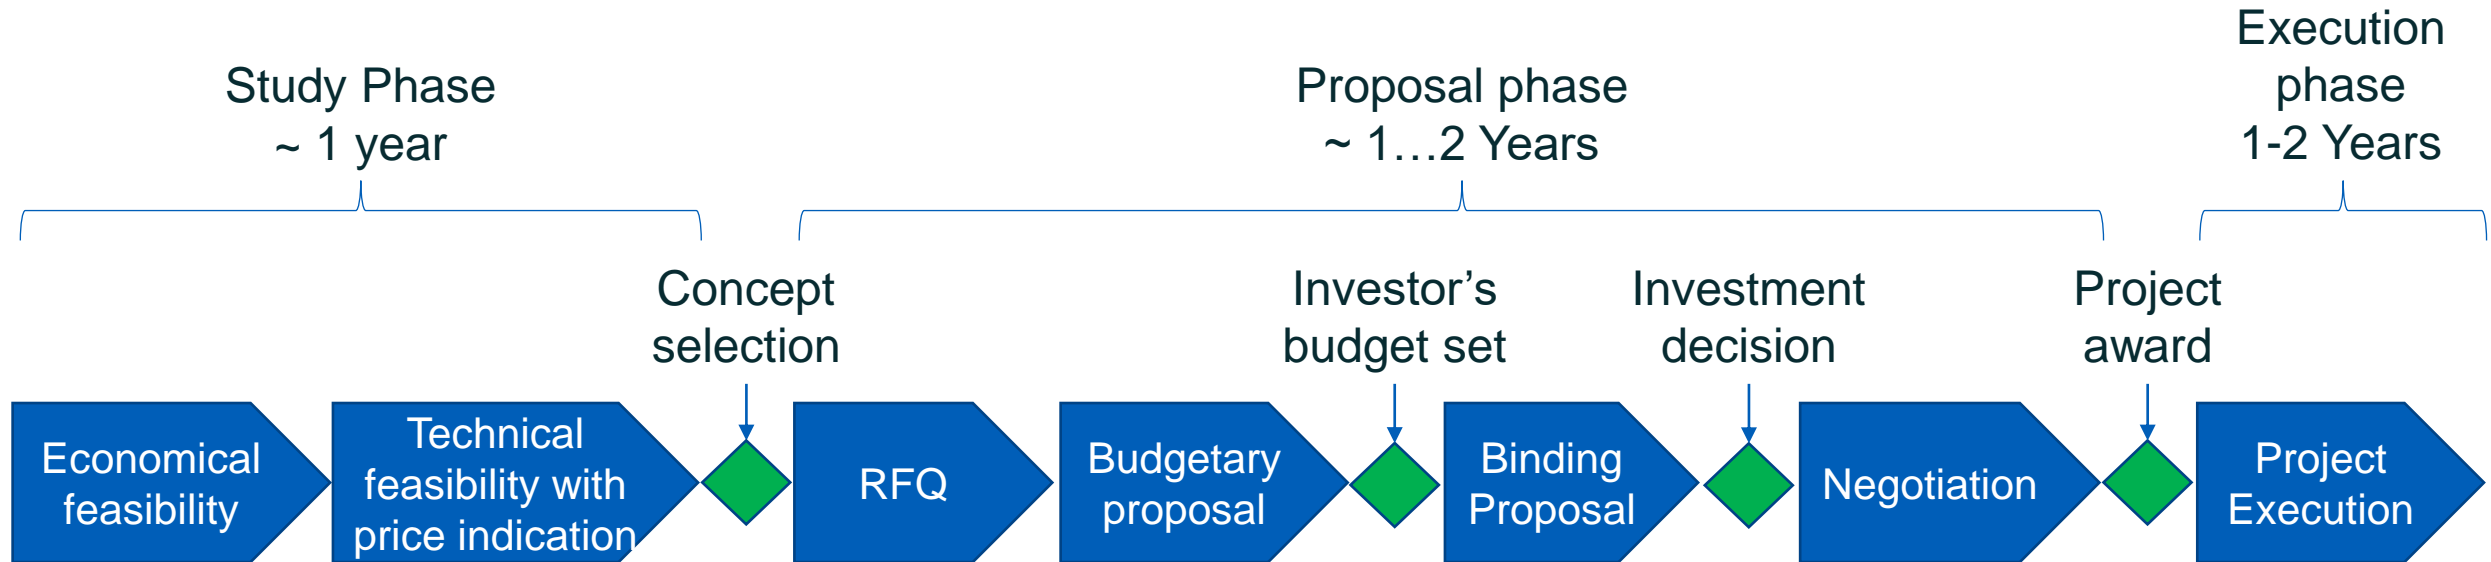 Study Phase
~ 1 year
Proposal phase
~ 1…2 Years
Execution
phase
1-2 Years
Concept
selection
Investor’s
budget set
Investment
decision
Project
award
Economical
feasibility
Technical
feasibility with
price indication
RFQ
Budgetary
proposal
Binding
Proposal
Negotiation
Project
Execution